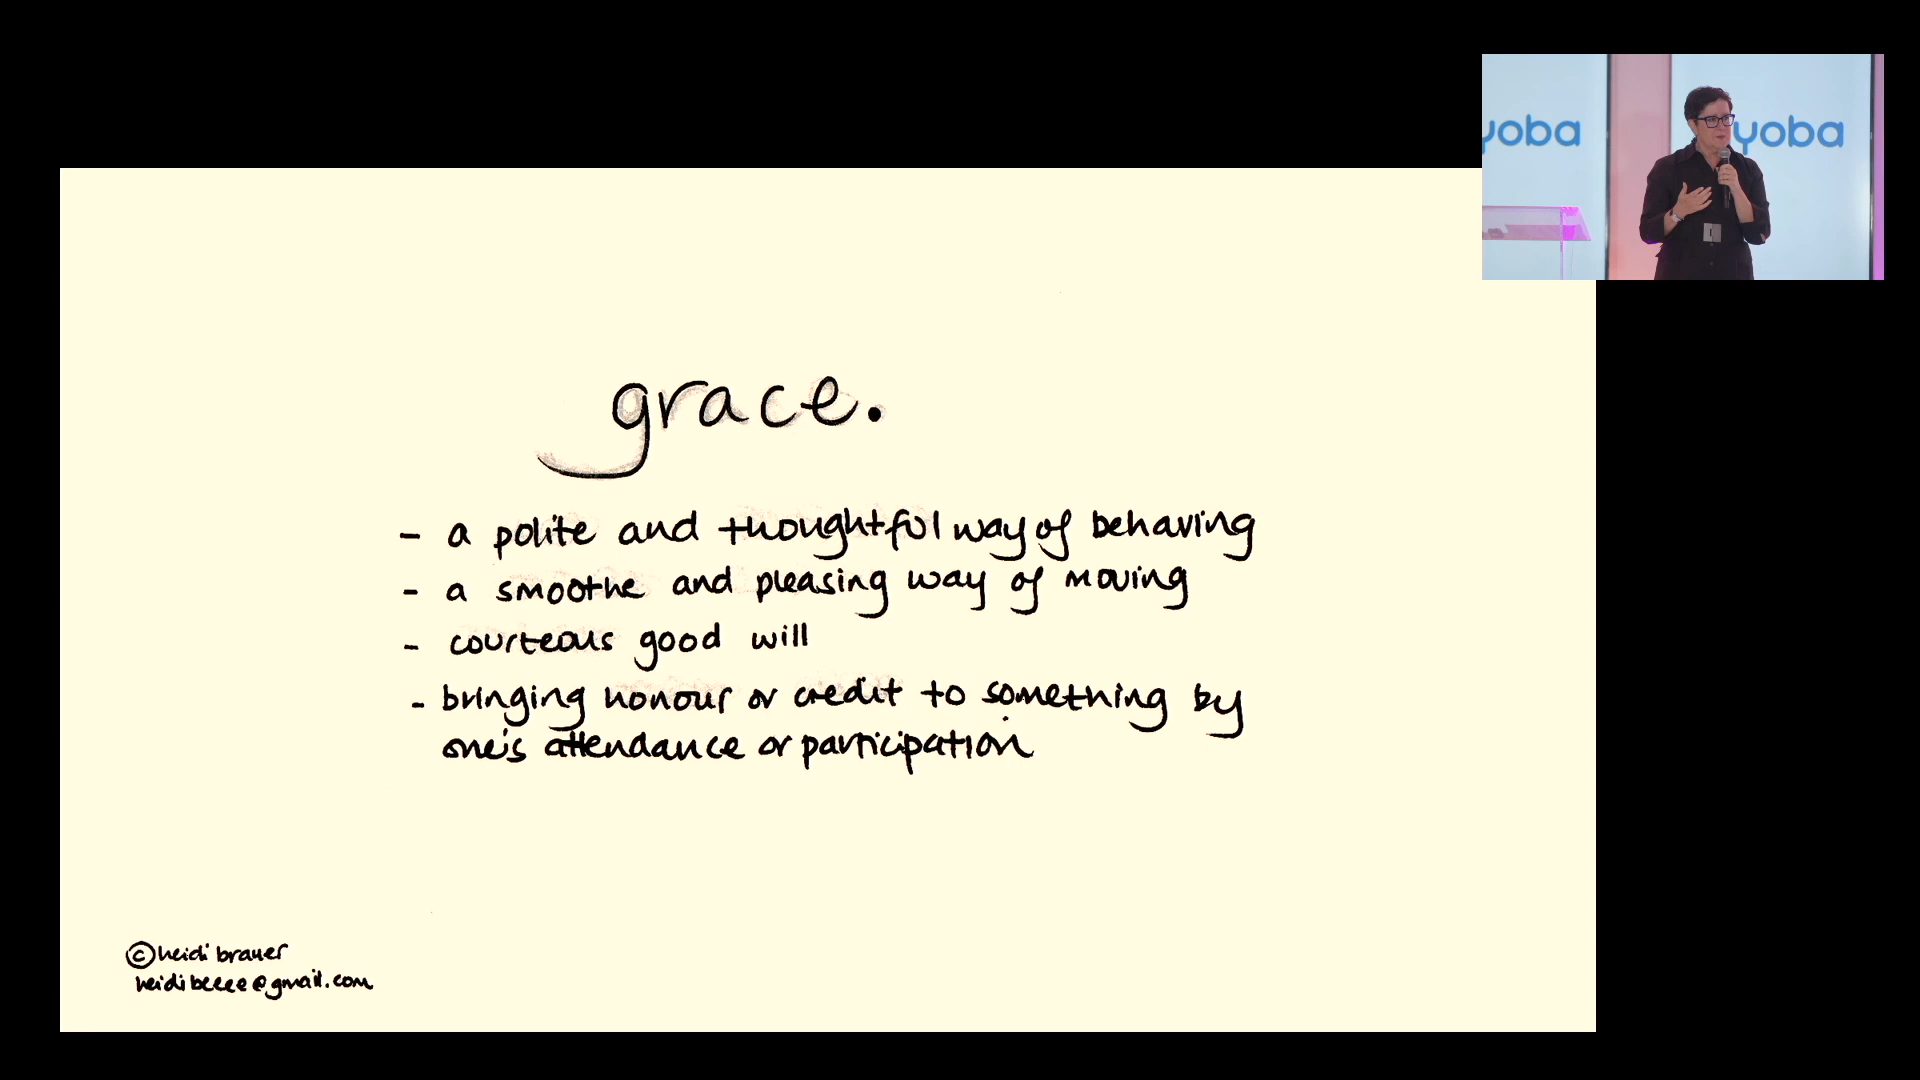 yoba
yoba
grace.
- a polite and thoughtful way of behaving
- a smoothe and pleasing way of moving
- courteous good will
- bringing honour or credit to something by
one's attendance or participation
© heidi brauer
heidibeeee@gmail.com